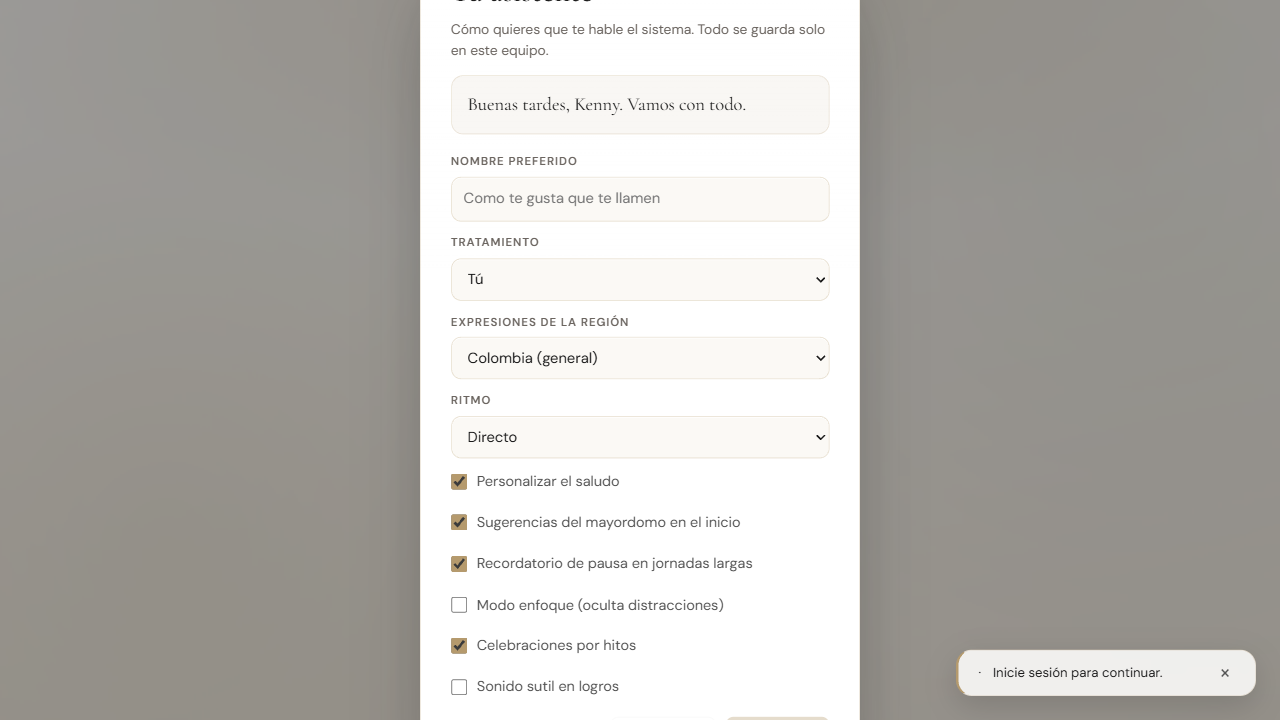 Cómo quieres que te hable el sistema. Todo se guarda solo
en este equipo.
Buenas tardes, Kenny. Vamos con todo.
NOMBRE PREFERIDO
Como te gusta que te llamen
TRATAMIENTO
Tú
EXPRESIONES DE LA REGIÓN
Colombia (general)
RITMO
Directo
Personalizar el saludo
Sugerencias del mayordomo en el inicio
Recordatorio de pausa en jornadas largas
Modo enfoque (oculta distracciones)
Celebraciones por hitos
Sonido sutil en logros
· Inicie sesión para continuar. ×